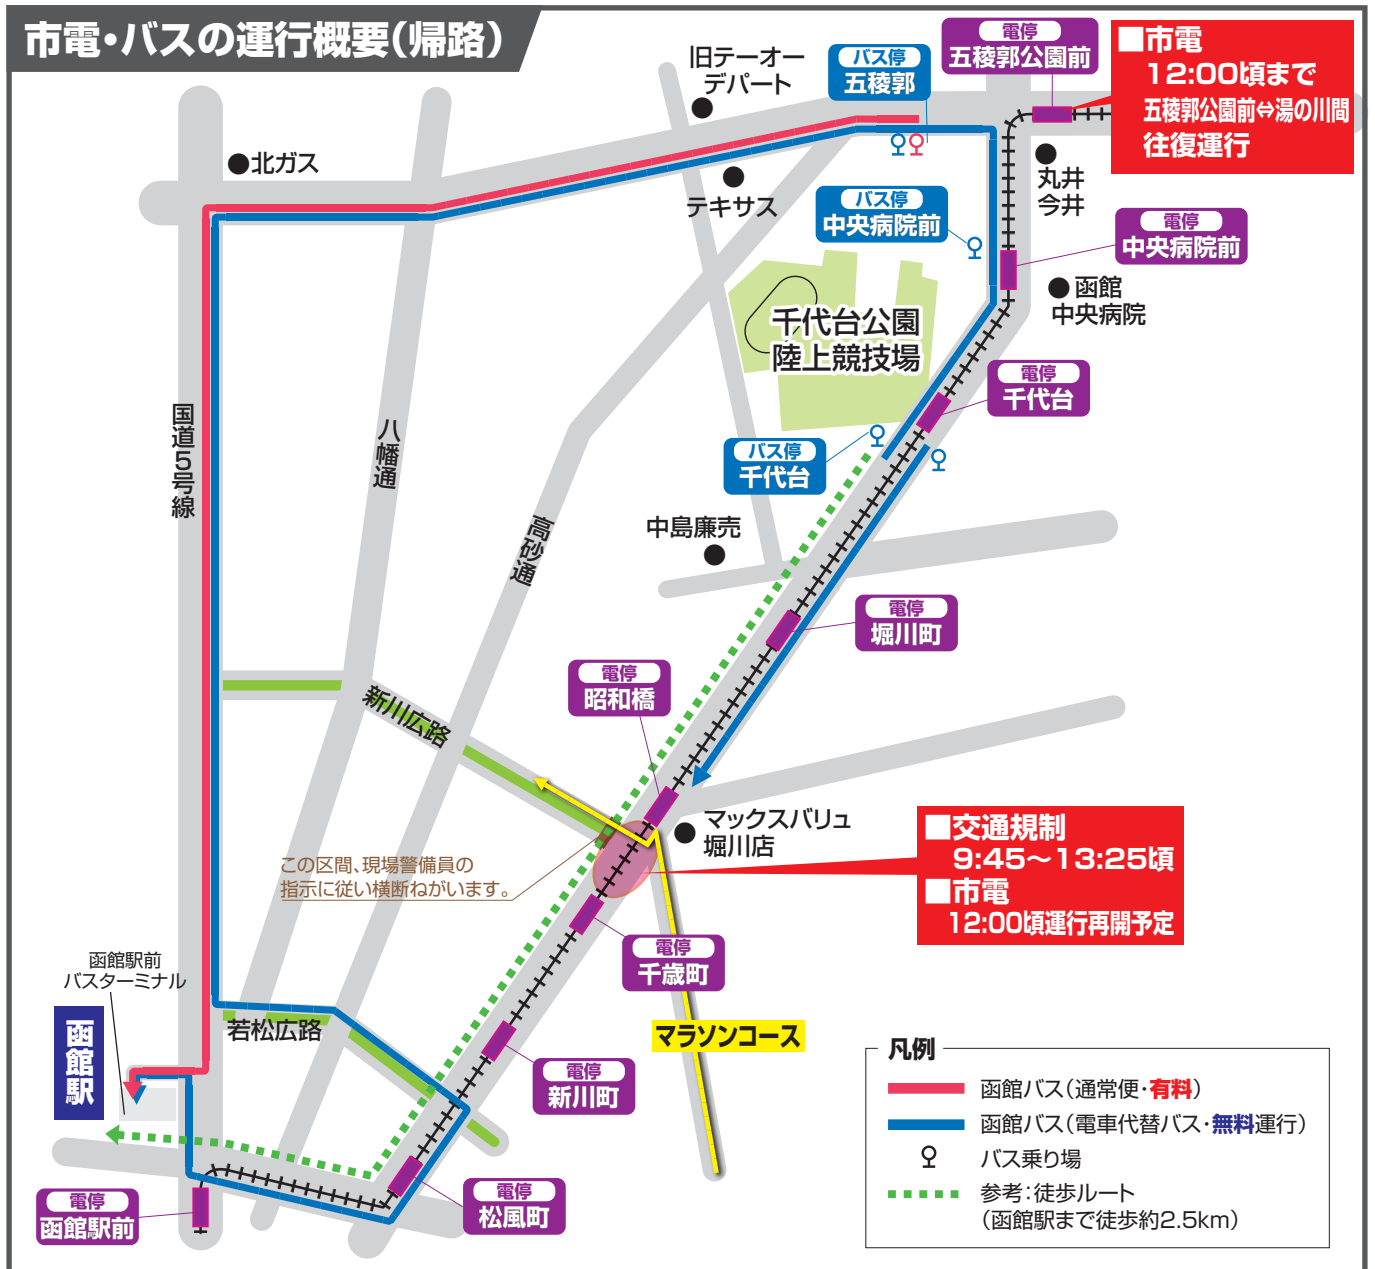 市電・バスの運行概要（帰路）
電停
五稜郭公園前
■市電
12:00頃まで
五稜郭公園前⇔湯の川間
往復運行
旧テーオー
デパート
バス停
五稜郭
北ガス
丸井
今井
テキサス
バス停
中央病院前
電停
中央病院前
函館
中央病院
千代台公園
陸上競技場
電停
千代台
国道5号線
八幡通
バス停
千代台
高砂通
中島廉売
電停
堀川町
電停
昭和橋
新川広路
マックスバリュ
堀川店
■交通規制
9:45〜13:25頃
■市電
12:00頃運行再開予定
この区間、現場警備員の
指示に従い横断ねがいます。
電停
千歳町
函館駅前
バスターミナル
函館駅
若松広路
マラソンコース
電停
新川町
凡例
函館バス（通常便・有料）
函館バス（電車代替バス・無料運行）
バス乗り場
参考：徒歩ルート
（函館駅まで徒歩約2.5km）
電停
松風町
電停
函館駅前